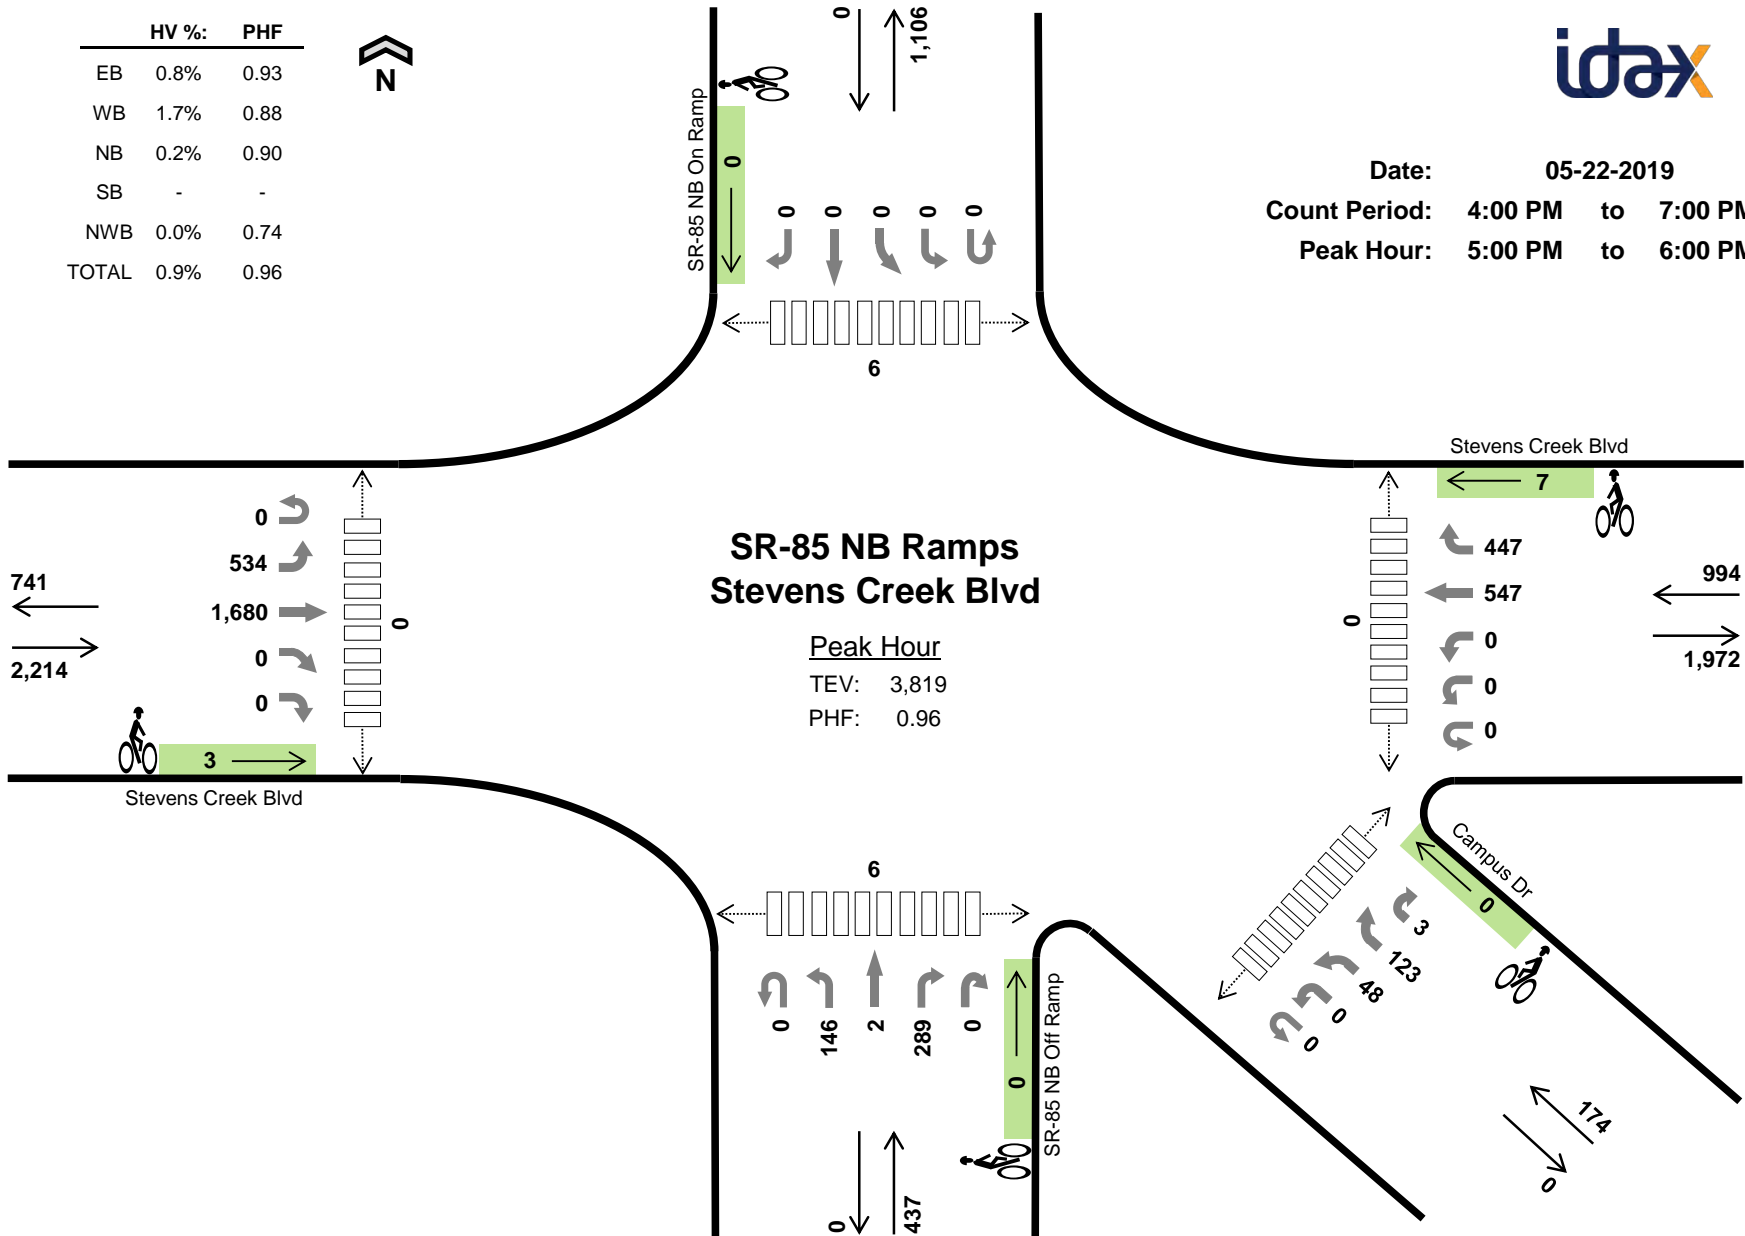 HV %: PHF
EB 0.8% 0.93
WB 1.7% 0.88
NB 0.2% 0.90
SB - -
NWB 0.0% 0.74
TOTAL 0.9% 0.96
N
idax
Date: 05-22-2019
Count Period: 4:00 PM to 7:00 PM
Peak Hour: 5:00 PM to 6:00 PM
0
1,106
SR-85 NB On Ramp
0
0 0 0 0 0
6
Stevens Creek Blvd
7
447
547
0
0
0
0
994
1,972
741
2,214
0
534
1,680
0
0
0
3
Stevens Creek Blvd
SR-85 NB Ramps
Stevens Creek Blvd
Peak Hour
TEV: 3,819
PHF: 0.96
6
0 146 2 289 0
0
SR-85 NB Off Ramp
0
437
Campus Dr
0
3
123
48
0
0
174
0